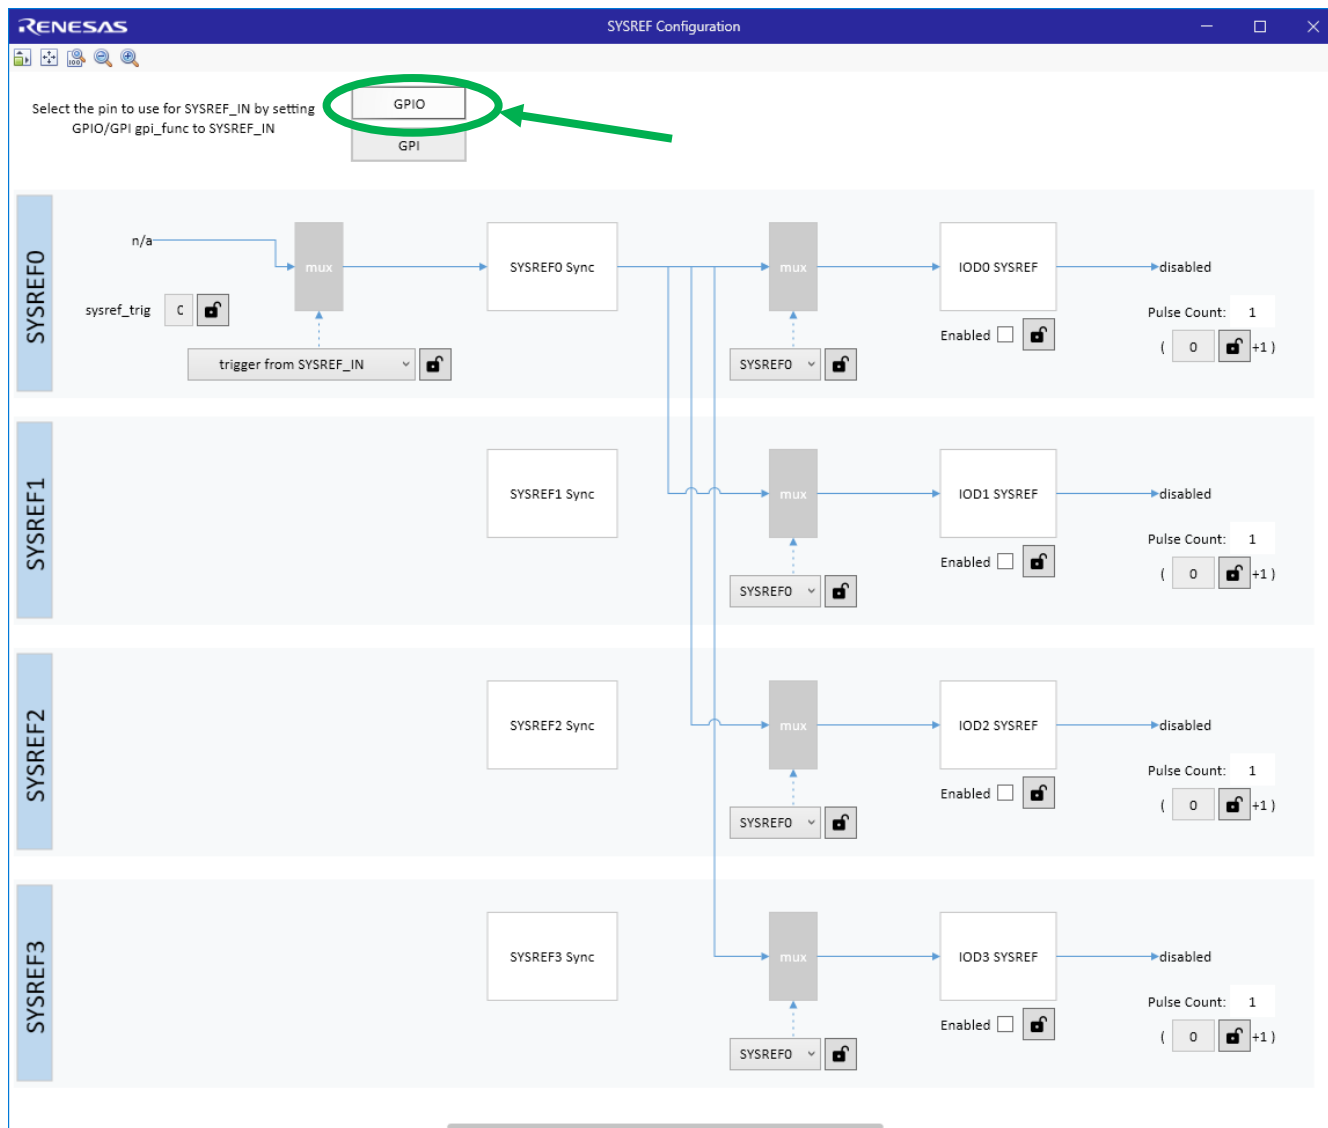 RENESAS
SYSREF Configuration
100
Select the pin to use for SYSREF_IN by setting
GPIO/GPI gpi_func to SYSREF_IN
GPIO
GPI
SYSREF0
n/a
mux
SYSREF0 Sync
mux
IOD0 SYSREF
disabled
sysref_trig
Pulse Count: 1
Enabled
( 0 +1 )
trigger from SYSREF_IN
SYSREF0
SYSREF1
SYSREF1 Sync
mux
IOD1 SYSREF
disabled
Pulse Count: 1
Enabled
( 0 +1 )
SYSREF0
SYSREF2
SYSREF2 Sync
mux
IOD2 SYSREF
disabled
Pulse Count: 1
Enabled
( 0 +1 )
SYSREF0
SYSREF3
SYSREF3 Sync
mux
IOD3 SYSREF
disabled
Pulse Count: 1
Enabled
( 0 +1 )
SYSREF0